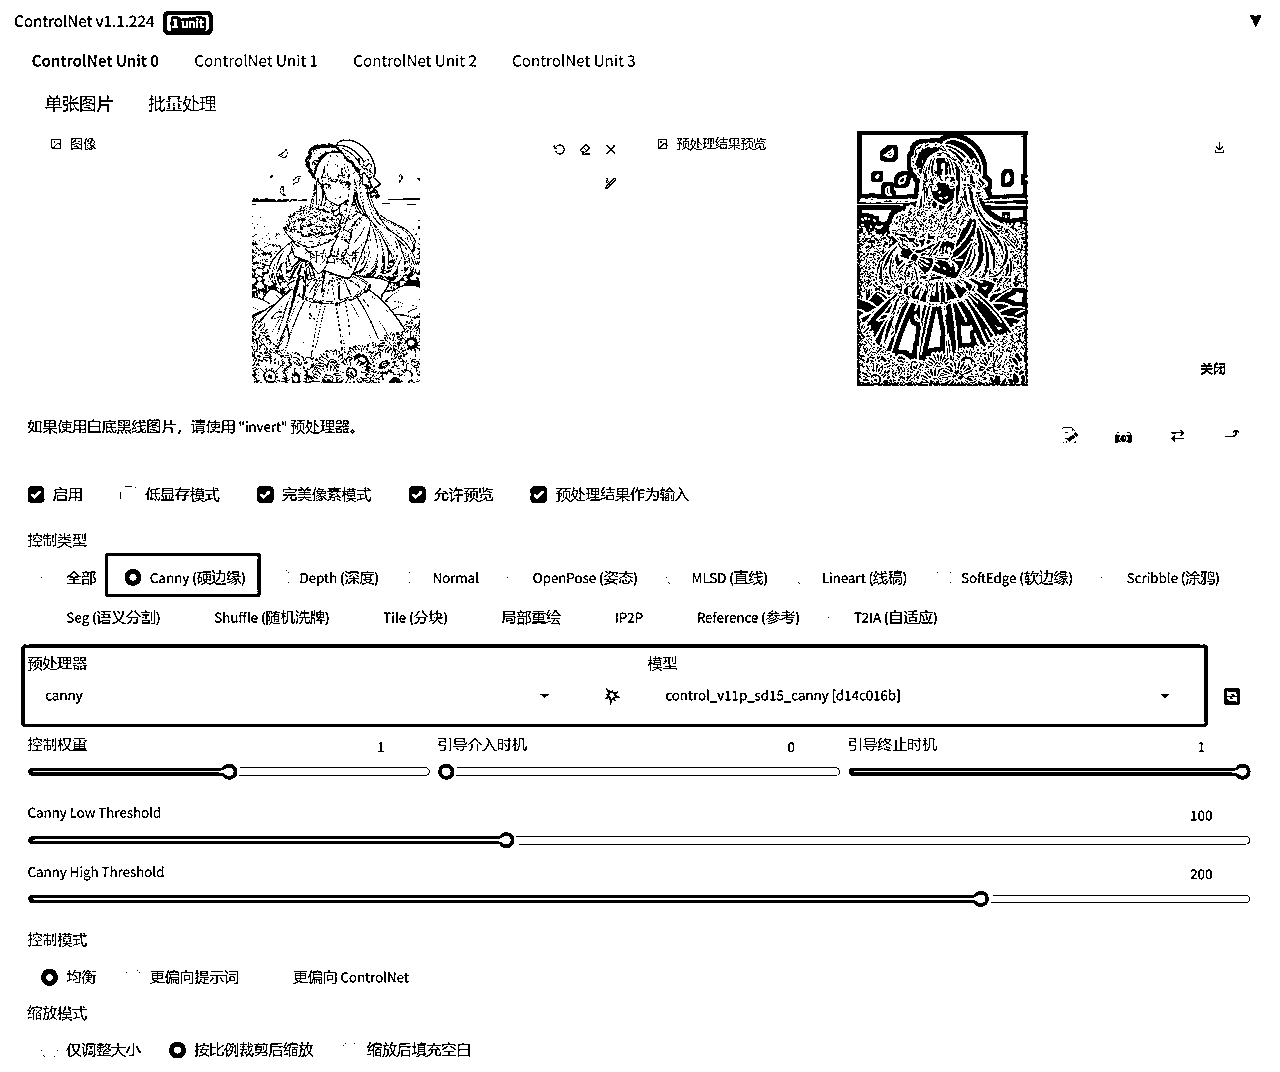 ControlNet v1.1.224 1 unit
ControlNet Unit 0 ControlNet Unit 1 ControlNet Unit 2 ControlNet Unit 3
单张图片 批量处理
图像 预处理结果预览
关闭
如果使用白底黑线图片，请使用 "invert" 预处理器。
启用 低显存模式 完美像素模式 允许预览 预处理结果作为输入
控制类型
全部 Canny (硬边缘) Depth (深度) Normal OpenPose (姿态) MLSD (直线) Lineart (线稿) SoftEdge (软边缘) Scribble (涂鸦)
Seg (语义分割) Shuffle (随机洗牌) Tile (分块) 局部重绘 IP2P Reference (参考) T2IA (自适应)
预处理器 模型
canny control_v11p_sd15_canny [d14c016b]
控制权重 1 引导介入时机 0 引导终止时机 1
Canny Low Threshold 100
Canny High Threshold 200
控制模式
均衡 更偏向提示词 更偏向 ControlNet
缩放模式
仅调整大小 按比例裁剪后缩放 缩放后填充空白